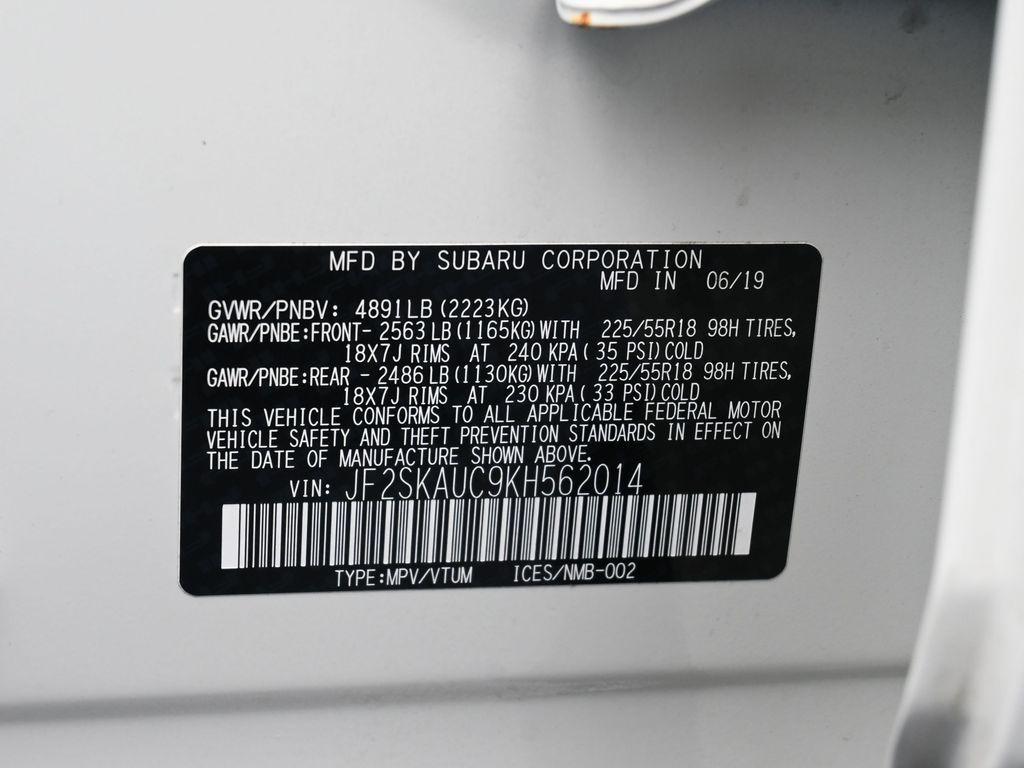 MFD BY SUBARU CORPORATION
MFD IN 06/19
GVWR/PNBV: 4891LB (2223KG)
GAWR/PNBE:FRONT- 2563 LB (1165KG) WITH 225/55R18 98H TIRES,
18X7J RIMS AT 240 KPA ( 35 PSI) COLD
GAWR/PNBE:REAR - 2486 LB (1130KG) WITH 225/55R18 98H TIRES,
18X7J RIMS AT 230 KPA ( 33 PSI) COLD
THIS VEHICLE CONFORMS TO ALL APPLICABLE FEDERAL MOTOR
VEHICLE SAFETY AND THEFT PREVENTION STANDARDS IN EFFECT ON
THE DATE OF MANUFACTURE SHOWN ABOVE.
VIN: JF2SKAUC9KH562014
TYPE:MPV/VTUM ICES/NMB-002